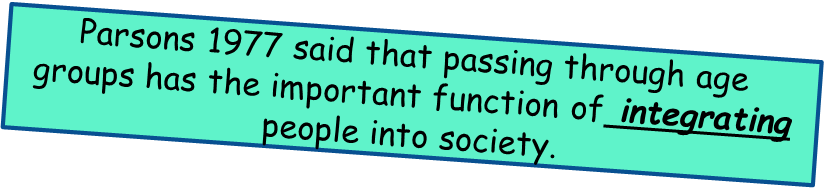 Parsons 1977 said that passing through age
groups has the important function of integrating
people into society.